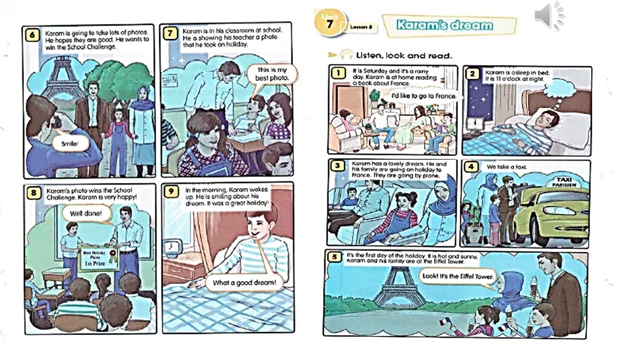 7
Lesson 6
Karam's dream
Listen, look and read.
1
It is Saturday and it's a rainy
day. Karam is at home reading
a book about France.
I'd like to go to France.
2
Karam is asleep in bed.
It is 11 o'clock at night.
3
Karam has a lovely dream. He and
his family are going on holiday to
France. They are going by plane.
4
We take a taxi.
TAXI
PARISIEN
5
It's the first day of the holiday. It is hot and sunny.
Karam and his family are at the Eiffel Tower.
Look! It's the Eiffel Tower.
6
Karam is going to take lots of photos.
He hopes they are good. He wants to
win the School Challenge.
Smile!
7
Karam is in his classroom at school.
He is showing his teacher a photo
that he took on holiday.
This is my
best photo.
8
Karam's photo wins the School
Challenge. Karam is very happy!
Well done!
Best Holiday
Photo
1st Prize
9
In the morning, Karam wakes
up. He is smiling about his
dream. It was a great holiday!
What a good dream!